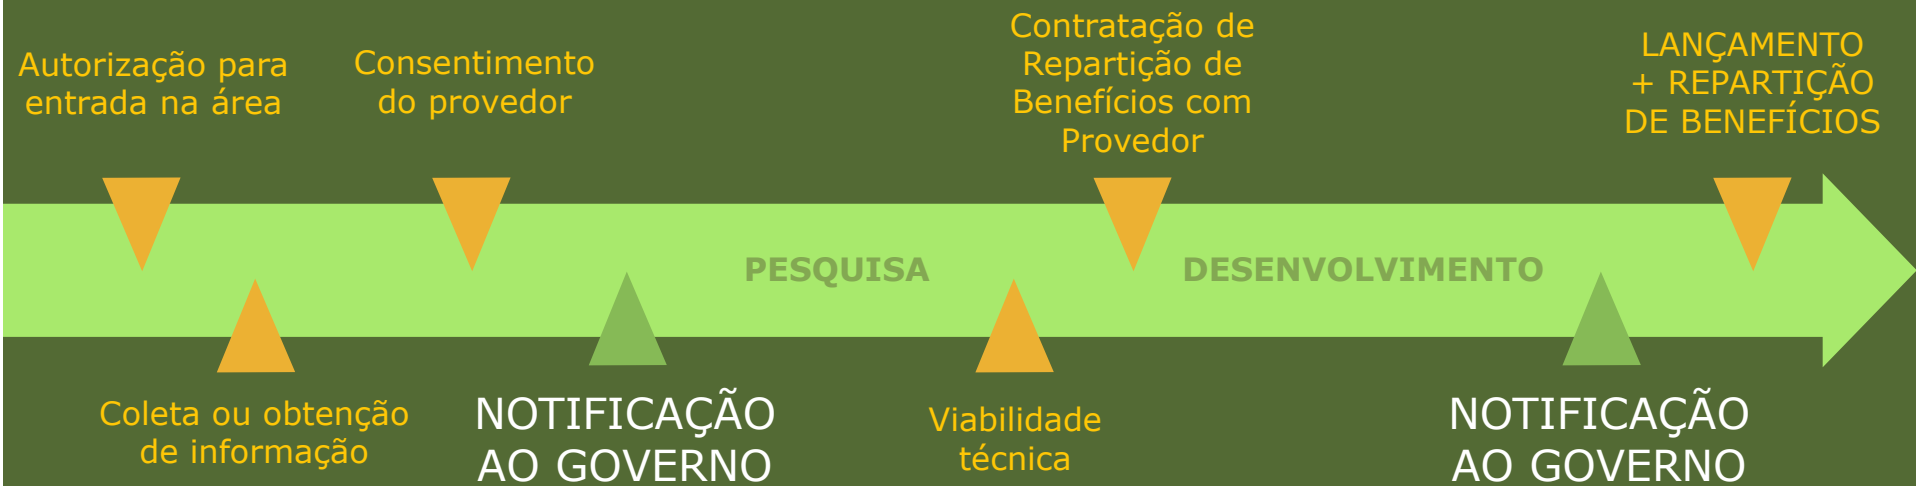 Autorização para
entrada na área
Consentimento
do provedor
Contratação de
Repartição de
Benefícios com
Provedor
LANÇAMENTO
+ REPARTIÇÃO
DE BENEFÍCIOS
PESQUISA
DESENVOLVIMENTO
Coleta ou obtenção
de informação
NOTIFICAÇÃO
AO GOVERNO
Viabilidade
técnica
NOTIFICAÇÃO
AO GOVERNO